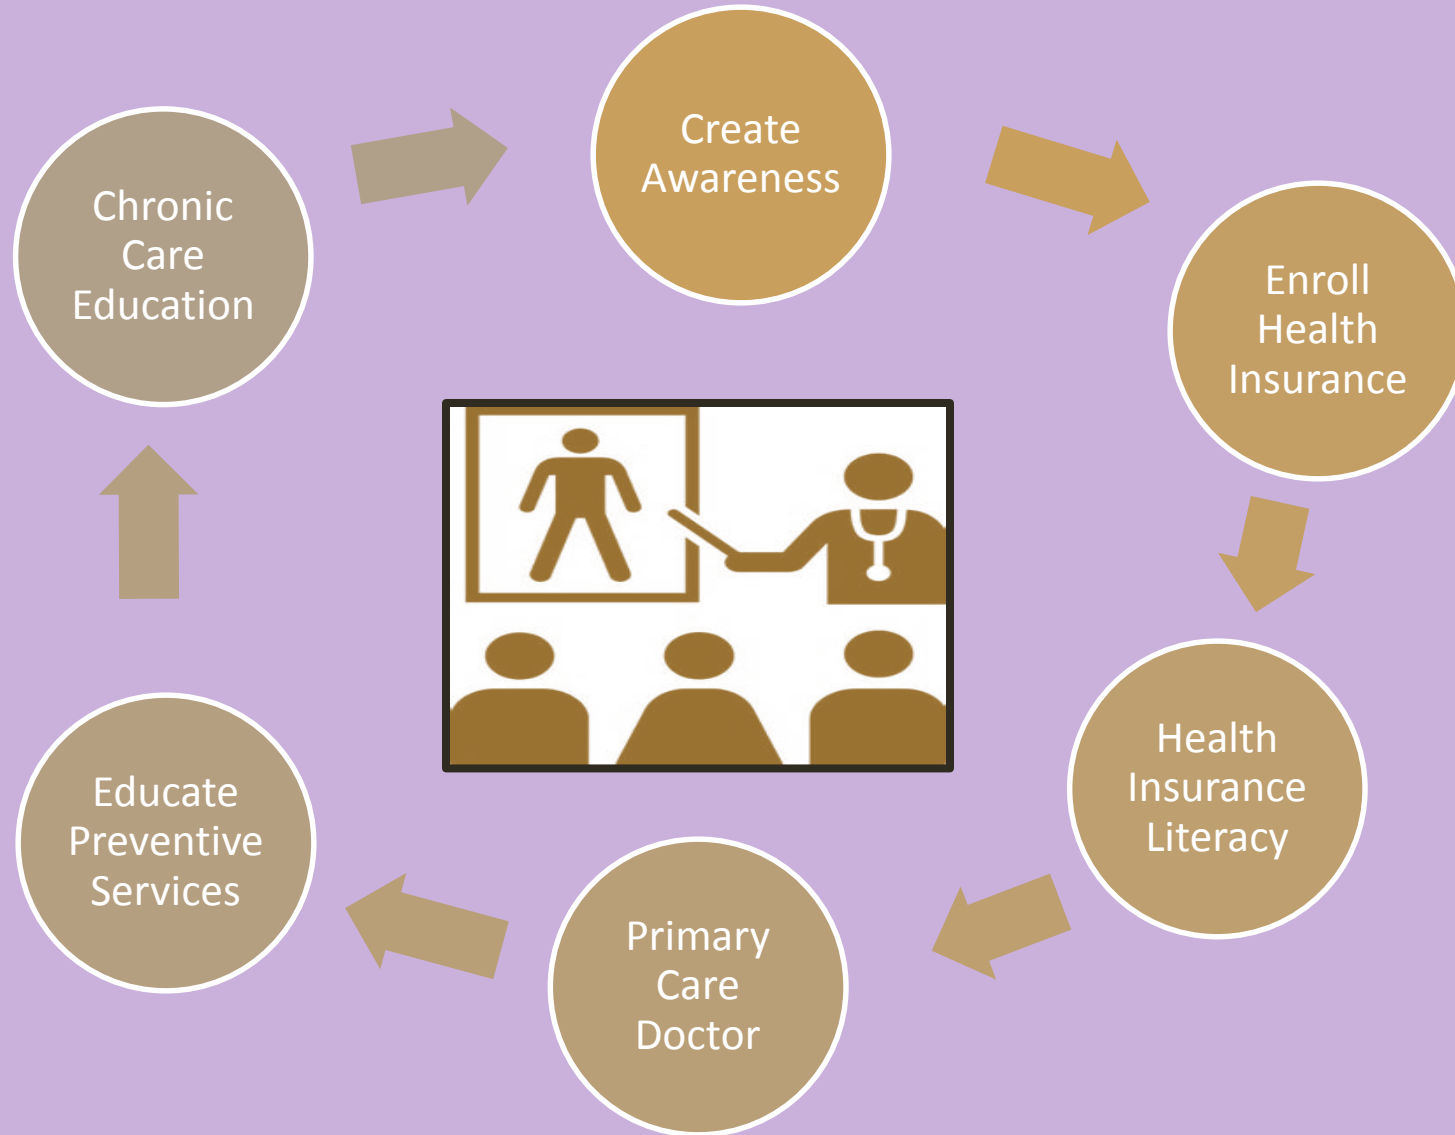 Create
Awareness
Enroll
Health
Insurance
Health
Insurance
Literacy
Primary
Care
Doctor
Educate
Preventive
Services
Chronic
Care
Education